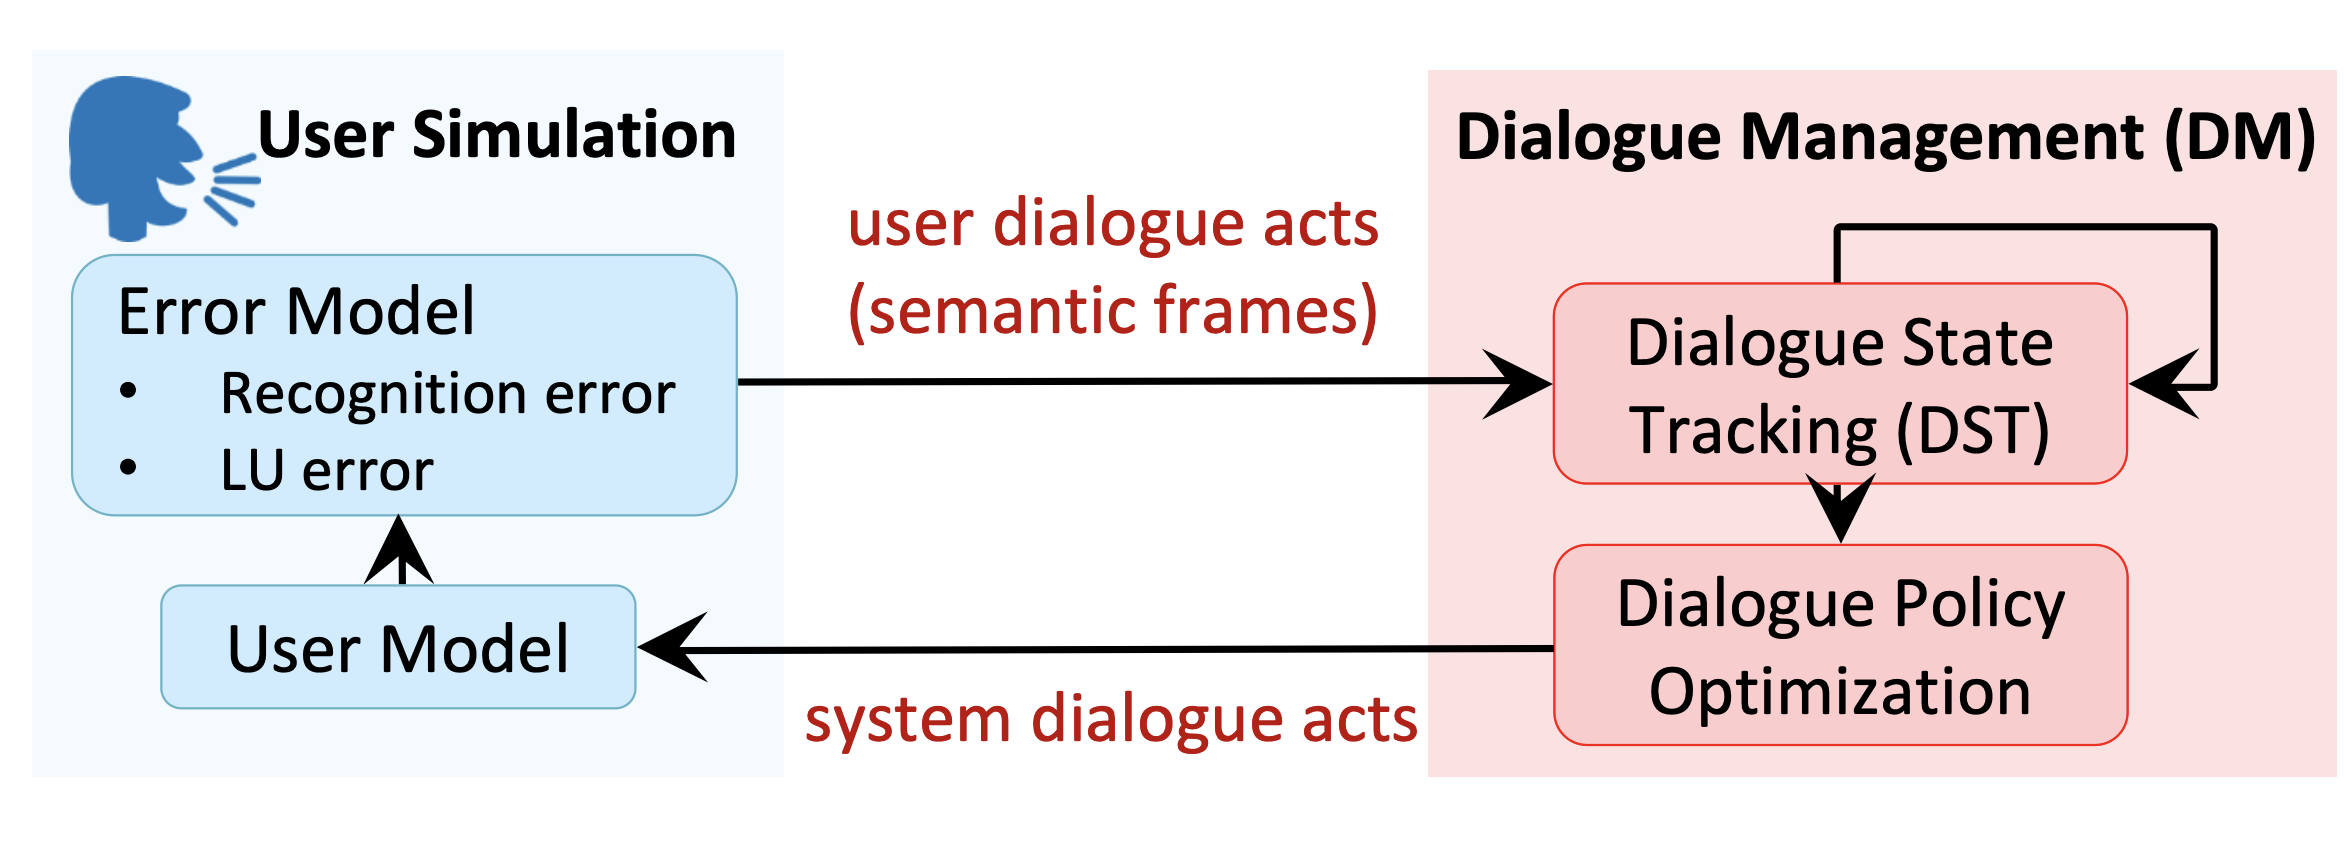 User Simulation
Error Model
• Recognition error
• LU error
User Model
user dialogue acts
(semantic frames)
system dialogue acts
Dialogue Management (DM)
Dialogue State
Tracking (DST)
Dialogue Policy
Optimization